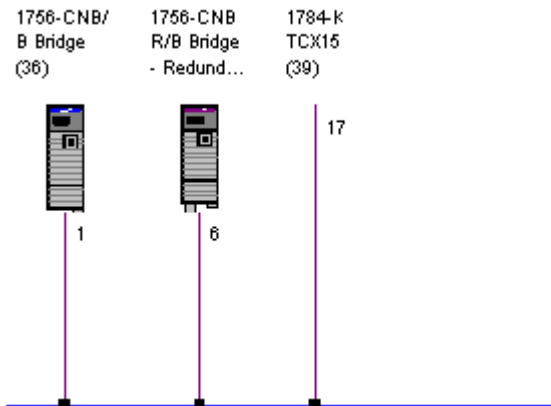 1756-CNB/
B Bridge
(36)
1756-CNB
R/B Bridge
- Redund...
1784-K
TCX15
(39)
17
1
6